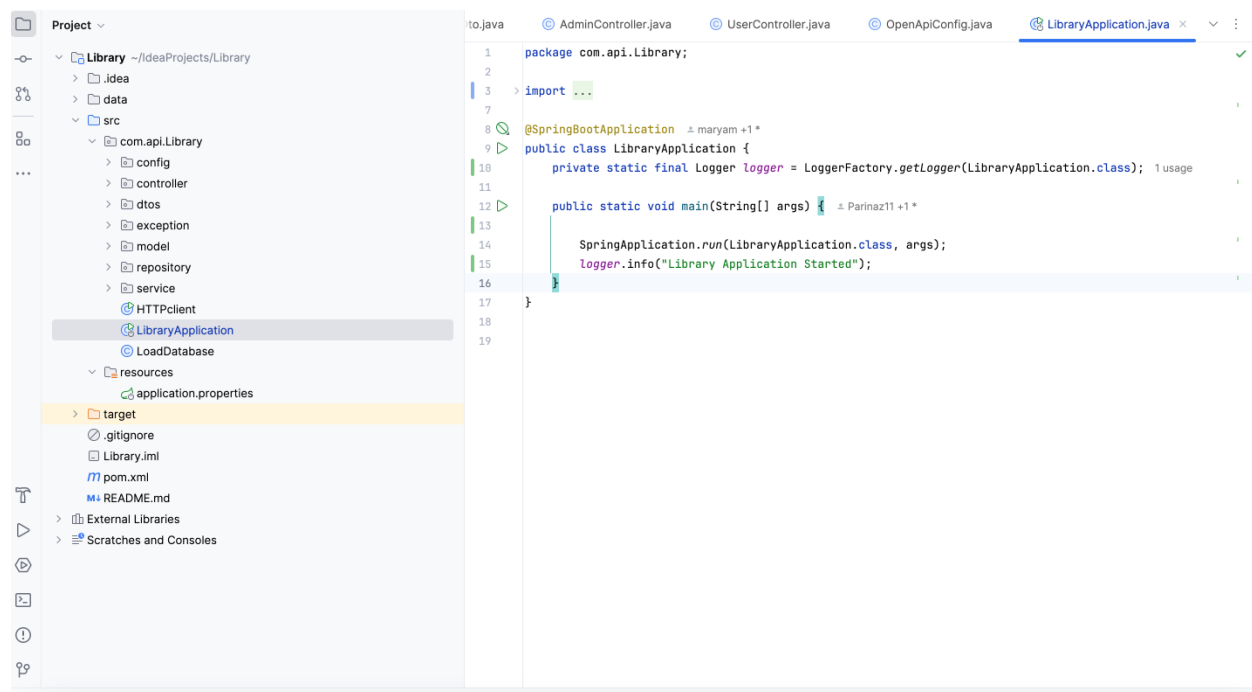 Project
Library ~/IdeaProjects/Library
.idea
data
src
com.api.Library
config
controller
dtos
exception
model
repository
service
HTTPclient
LibraryApplication
LoadDatabase
resources
application.properties
target
.gitignore
Library.iml
m pom.xml
M↓ README.md
External Libraries
Scratches and Consoles
to.java AdminController.java UserController.java OpenApiConfig.java LibraryApplication.java
1 package com.api.Library;
2
3 import ...
7
8 @SpringBootApplication maryam +1 *
9 public class LibraryApplication {
10 private static final Logger logger = LoggerFactory.getLogger(LibraryApplication.class); 1 usage
11
12 public static void main(String[] args) { Parinaz11 +1 *
13
14 SpringApplication.run(LibraryApplication.class, args);
15 logger.info("Library Application Started");
16 }
17 }
18
19